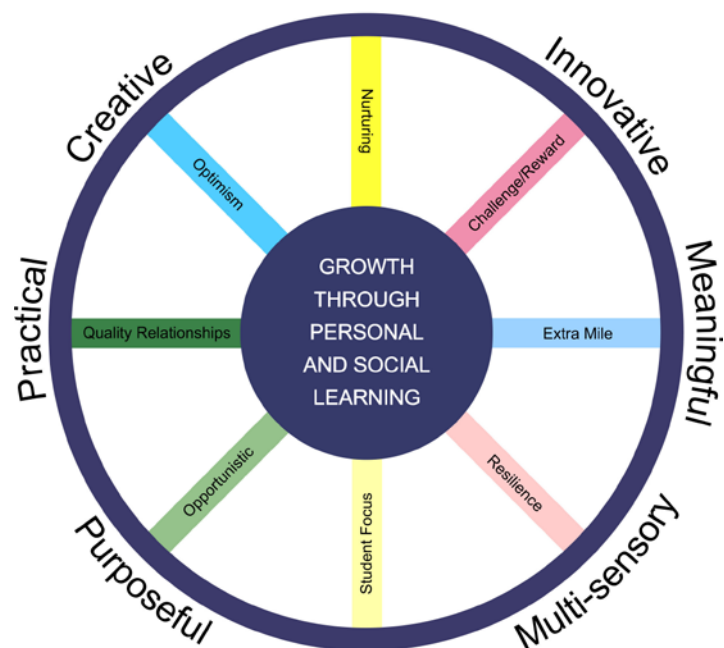 Creative
Innovative
Nurturing
Optimism
Challenge/Reward
GROWTH
THROUGH
PERSONAL
AND SOCIAL
LEARNING
Practical
Quality Relationships
Extra Mile
Meaningful
Opportunistic
Resilience
Student Focus
Purposeful
Multi-sensory